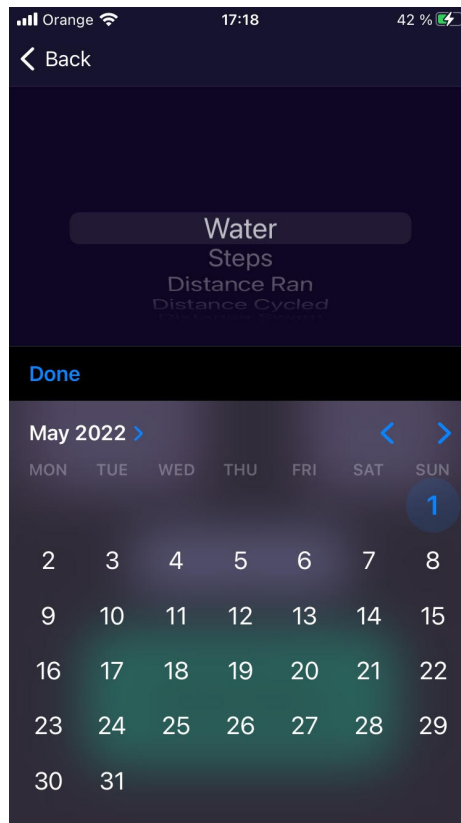 Orange 17:18 42 %
Back
Water
Steps
Distance Ran
Distance Cycled
Done
May 2022
MON TUE WED THU FRI SAT SUN
1
2 3 4 5 6 7 8
9 10 11 12 13 14 15
16 17 18 19 20 21 22
23 24 25 26 27 28 29
30 31